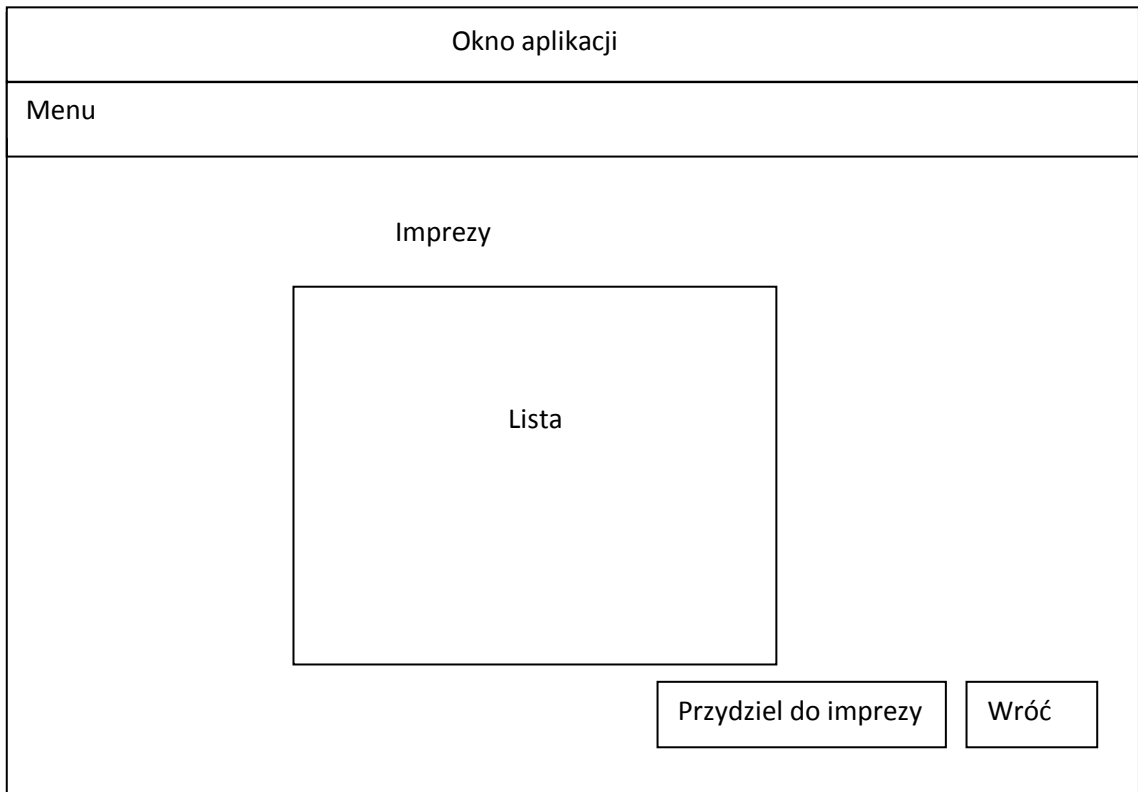 Okno aplikacji
Menu
Imprezy
Lista
Przydziel do imprezy
Wróć